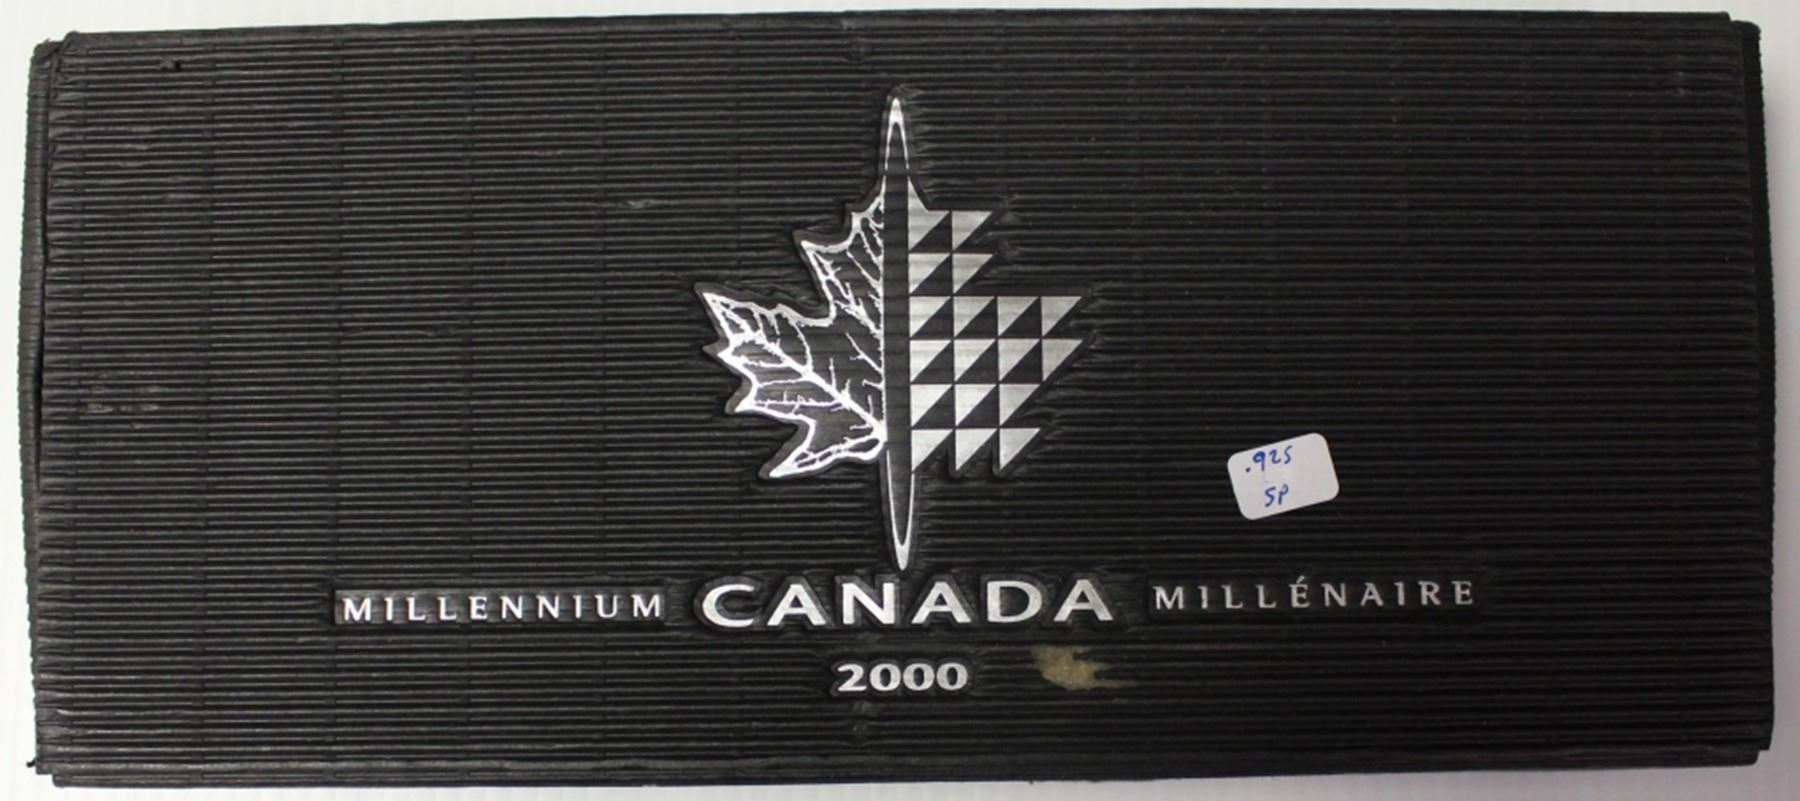 .925
SP
MILLENNIUM CANADA MILLÉNAIRE
2000